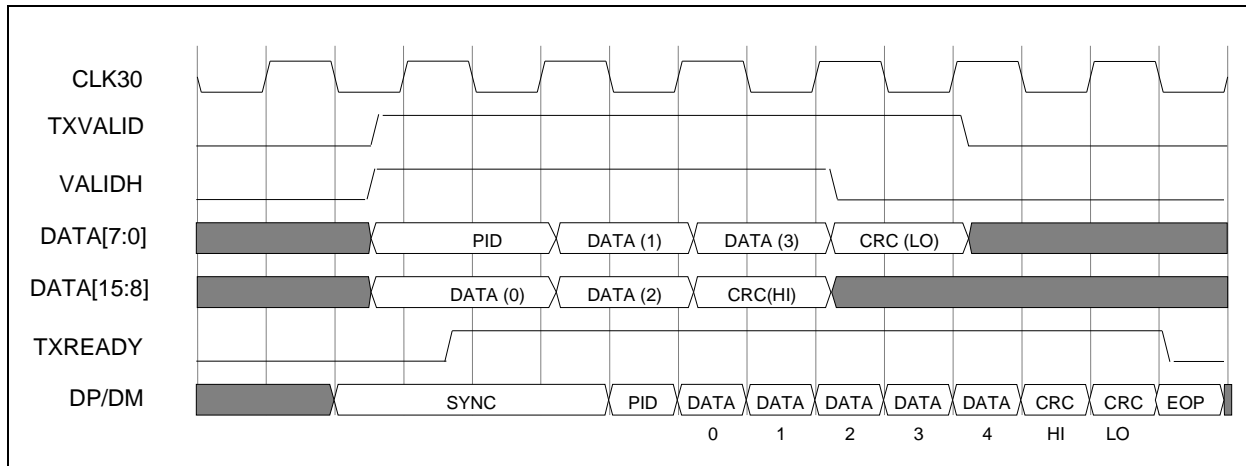 CLK30
TXVALID
VALIDH
DATA[7:0] PID DATA (1) DATA (3) CRC (LO)
DATA[15:8] DATA (0) DATA (2) CRC(HI)
TXREADY
DP/DM SYNC PID DATA DATA DATA DATA DATA CRC CRC EOP
0 1 2 3 4 HI LO